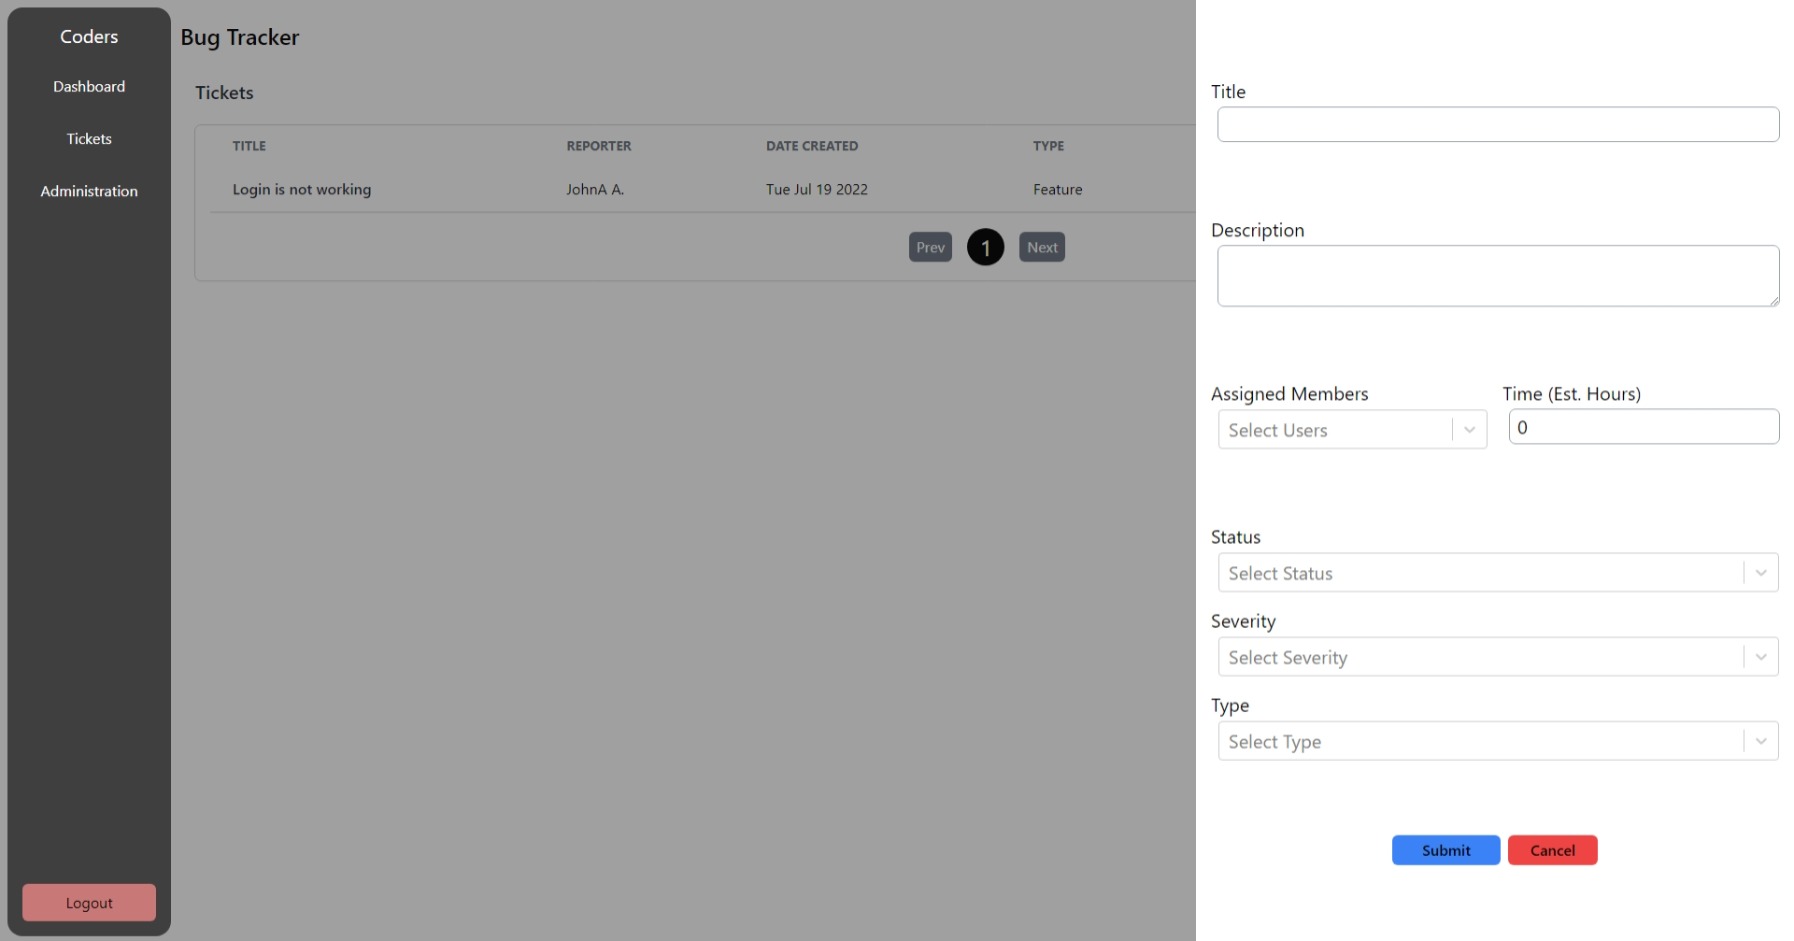 Coders
Dashboard
Tickets
Administration
Logout
Bug Tracker
Tickets
TITLE REPORTER DATE CREATED TYPE
Login is not working JohnA A. Tue Jul 19 2022 Feature
Prev 1 Next
Title
Description
Assigned Members Time (Est. Hours)
Select Users 0
Status
Select Status
Severity
Select Severity
Type
Select Type
Submit Cancel